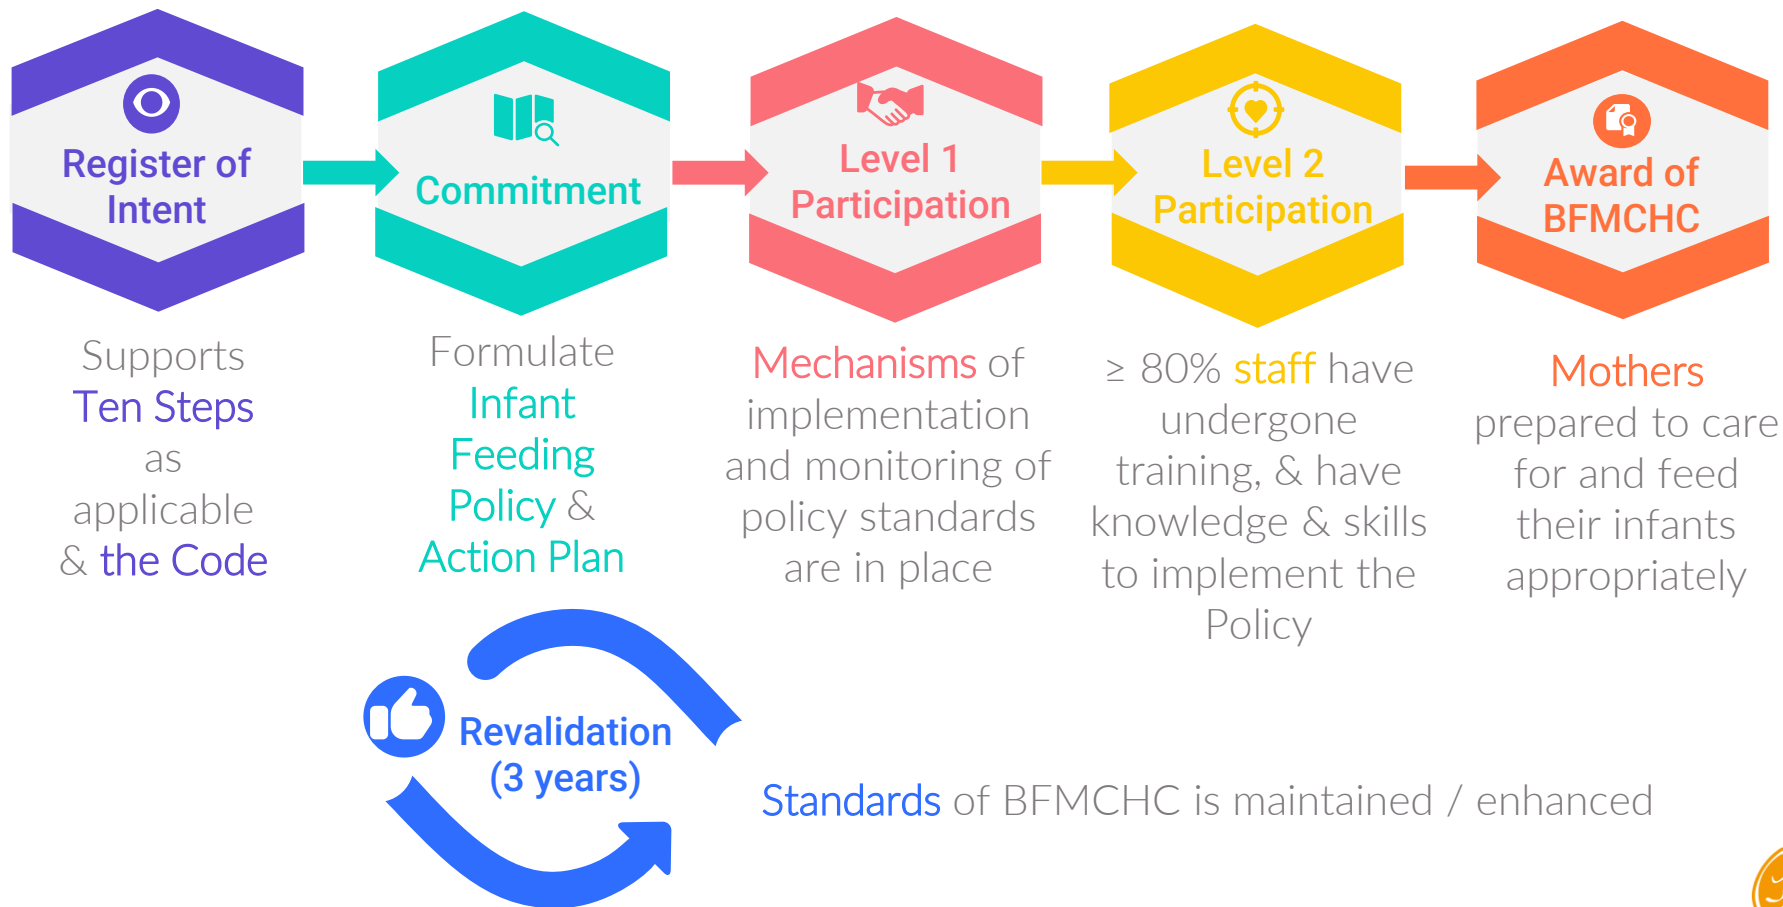 Register of
Intent
Commitment
Level 1
Participation
Level 2
Participation
Award of
BFMCHC
Supports
Ten Steps
as
applicable
& the Code
Formulate
Infant
Feeding
Policy &
Action Plan
Mechanisms of
implementation
and monitoring of
policy standards
are in place
≥ 80% staff have
undergone
training, & have
knowledge & skills
to implement the
Policy
Mothers
prepared to care
for and feed
their infants
appropriately
Revalidation
(3 years)
Standards of BFMCHC is maintained / enhanced